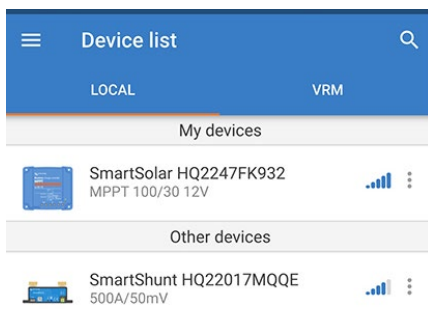 Device list
LOCAL VRM
My devices
SmartSolar HQ2247FK932
MPPT 100/30 12V
Other devices
SmartShunt HQ22017MQQE
500A/50mV